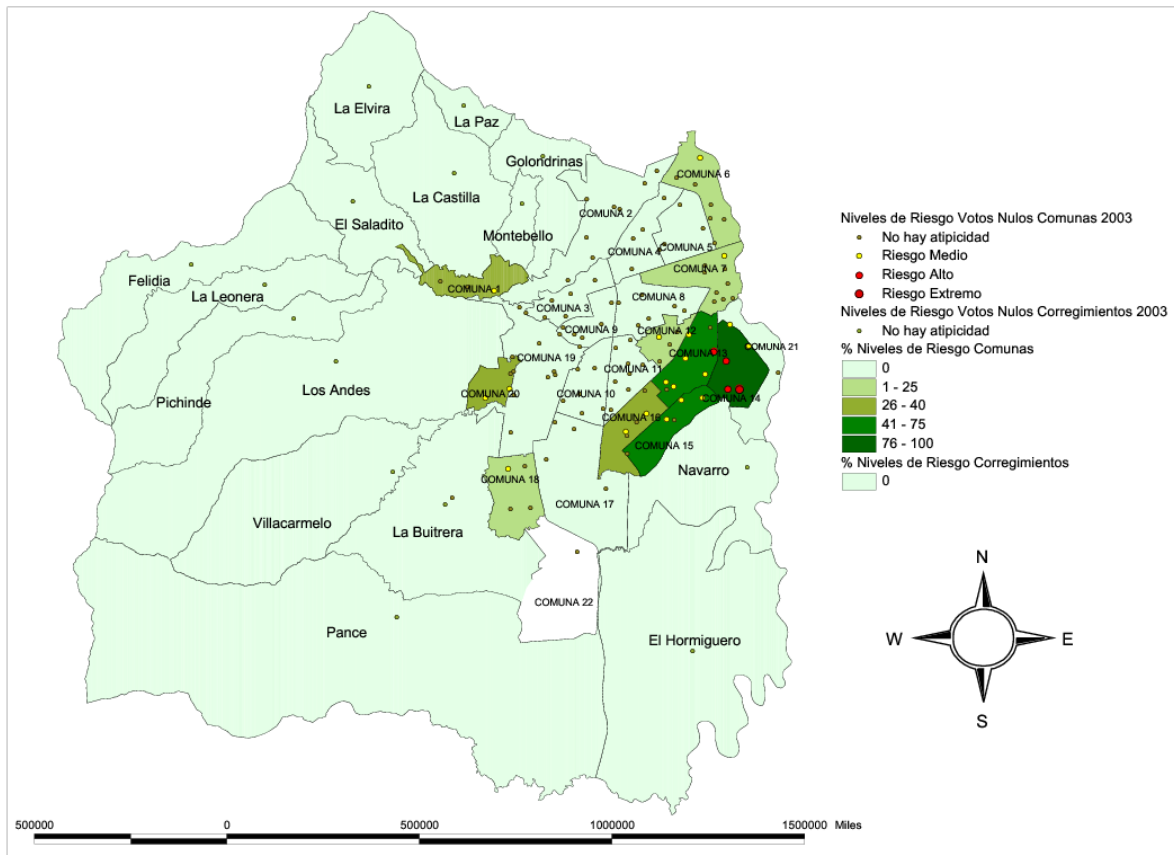 La Elvira
La Paz
Golondrinas
COMUNA 6
La Castilla
COMUNA 2
El Saladito
Montebello
COMUNA 4
COMUNA 5
Felidia
COMUNA 7
La Leonera
COMUNA 1
COMUNA 3
COMUNA 8
COMUNA 9
COMUNA 12
COMUNA 21
COMUNA 19
COMUNA 13
COMUNA 11
Los Andes
Pichinde
COMUNA 20
COMUNA 10
COMUNA 14
COMUNA 16
COMUNA 15
Navarro
COMUNA 18
COMUNA 17
Villacarmelo
La Buitrera
COMUNA 22
Pance
El Hormiguero
Niveles de Riesgo Votos Nulos Comunas 2003
No hay atipicidad
Riesgo Medio
Riesgo Alto
Riesgo Extremo
Niveles de Riesgo Votos Nulos Corregimientos 2003
No hay atipicidad
% Niveles de Riesgo Comunas
0
1 - 25
26 - 40
41 - 75
76 - 100
% Niveles de Riesgo Corregimientos
0
N
W E
S
500000 0 500000 1000000 1500000 Miles